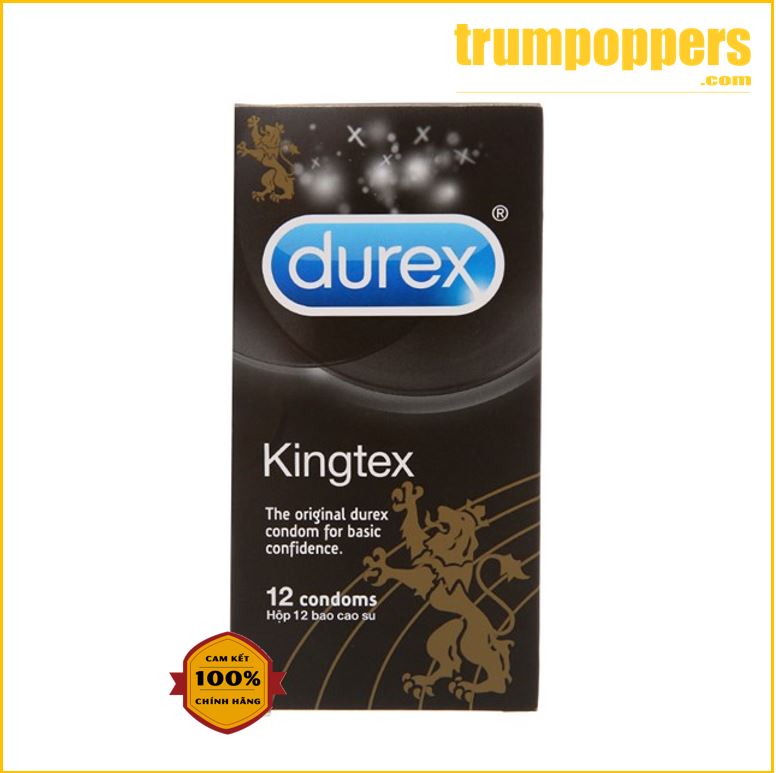 trumpoppers
.com
durex®
Kingtex
The original durex
condom for basic
confidence.
12 condoms
Hộp 12 bao cao su
CAM KẾT
100%
CHÍNH HÃNG